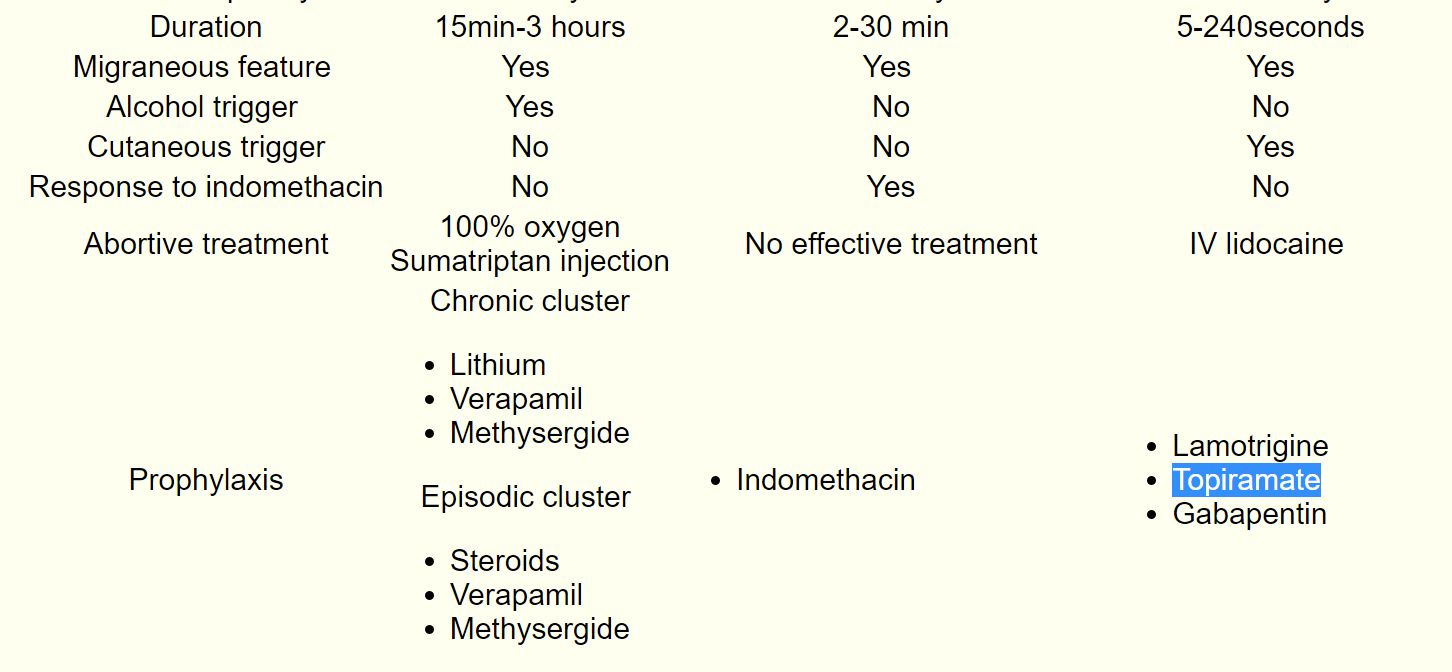 Duration 15min-3 hours 2-30 min 5-240seconds
Migraneous feature Yes Yes Yes
Alcohol trigger Yes No No
Cutaneous trigger No No Yes
Response to indomethacin No Yes No
Abortive treatment 100% oxygen No effective treatment IV lidocaine
Sumatriptan injection
Chronic cluster
• Lithium
• Verapamil
• Methysergide
Prophylaxis
Episodic cluster
• Steroids
• Verapamil
• Methysergide
• Indomethacin
• Lamotrigine
• Topiramate
• Gabapentin